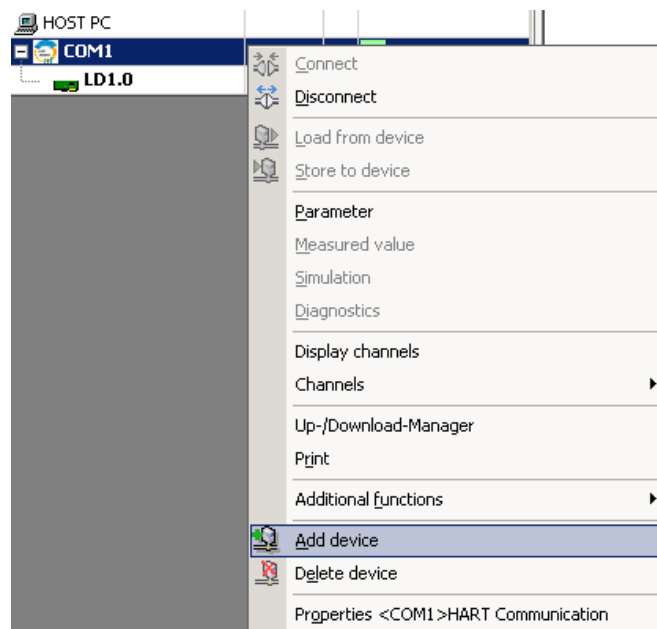 HOST PC
COM1
LD1.0
Connect
Disconnect
Load from device
Store to device
Parameter
Measured value
Simulation
Diagnostics
Display channels
Channels
Up-/Download-Manager
Print
Additional functions
Add device
Delete device
Properties <COM1>HART Communication